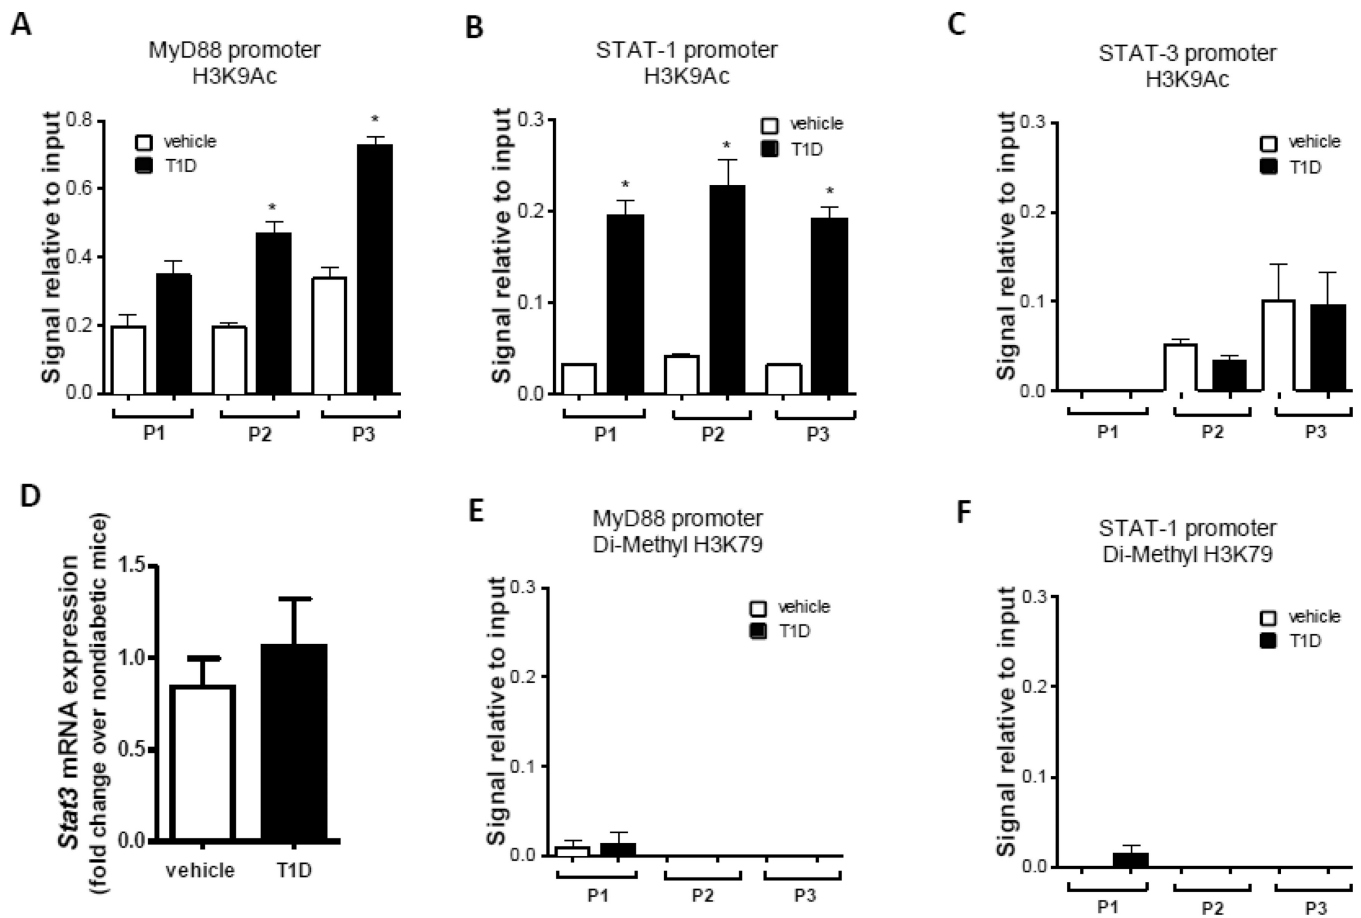 A
MyD88 promoter
H3K9Ac
Signal relative to input
0.8
0.6
0.4
0.2
0.0
vehicle
T1D
*
*
P1
P2
P3
B
STAT-1 promoter
H3K9Ac
Signal relative to input
0.3
0.2
0.1
0.0
vehicle
T1D
*
*
*
P1
P2
P3
C
STAT-3 promoter
H3K9Ac
Signal relative to input
0.3
0.2
0.1
0.0
vehicle
T1D
P1
P2
P3
D
Stat3 mRNA expression
(fold change over nondiabetic mice)
1.5
1.0
0.5
0.0
vehicle
T1D
E
MyD88 promoter
Di-Methyl H3K79
Signal relative to input
0.3
0.2
0.1
0.0
vehicle
T1D
P1
P2
P3
F
STAT-1 promoter
Di-Methyl H3K79
Signal relative to input
0.3
0.2
0.1
0.0
vehicle
T1D
P1
P2
P3